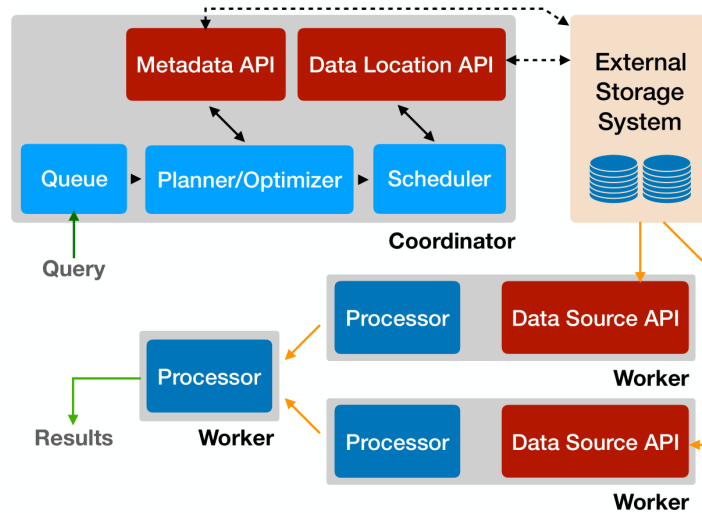 Metadata API
Data Location API
External
Storage
System
Queue
Planner/Optimizer
Scheduler
Coordinator
Query
Processor
Data Source API
Worker
Processor
Worker
Results
Processor
Data Source API
Worker